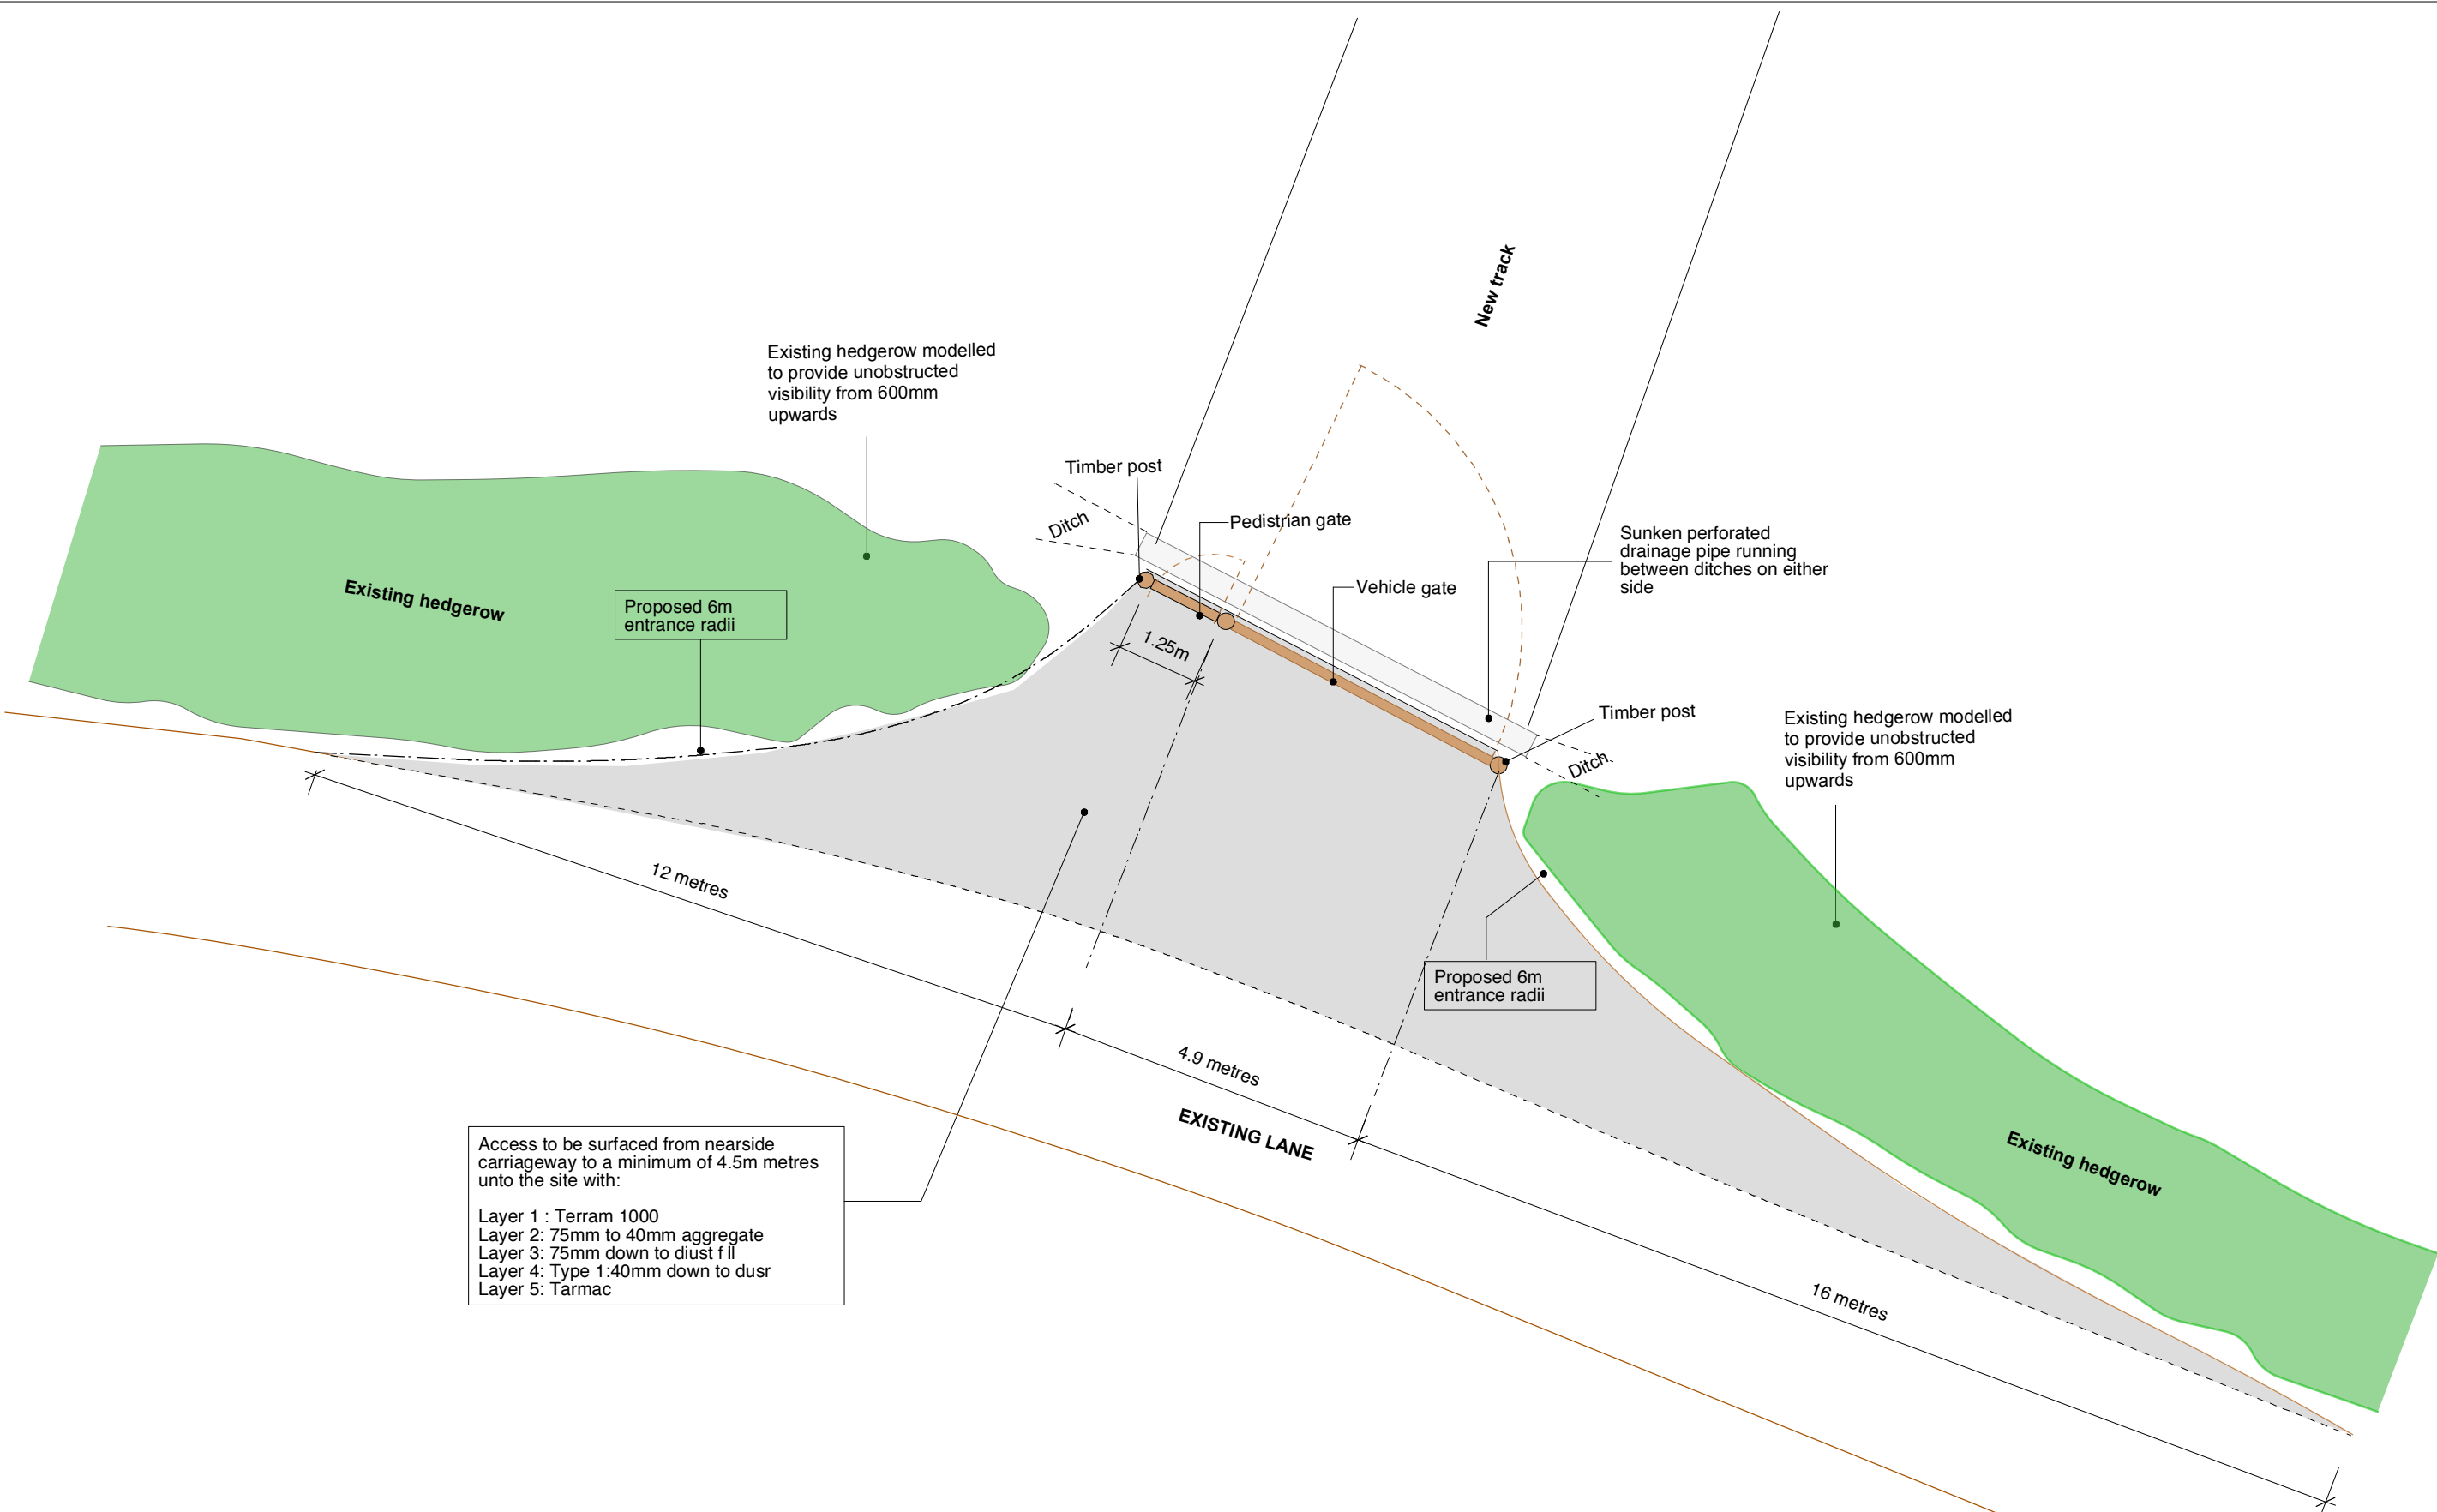 New track
Existing hedgerow modelled
to provide unobstructed
visibility from 600mm
upwards
Timber post
Ditch
Pedistrian gate
Sunken perforated
drainage pipe running
between ditches on either
side
Existing hedgerow
Proposed 6m
entrance radii
Vehicle gate
1.25m
Timber post
Existing hedgerow modelled
to provide unobstructed
visibility from 600mm
upwards
Ditch
12 metres
Proposed 6m
entrance radii
4.9 metres
EXISTING LANE
Existing hedgerow
Access to be surfaced from nearside
carriageway to a minimum of 4.5m metres
unto the site with:
Layer 1 : Terram 1000
Layer 2: 75mm to 40mm aggregate
Layer 3: 75mm down to diust f ll
Layer 4: Type 1:40mm down to dusr
Layer 5: Tarmac
16 metres